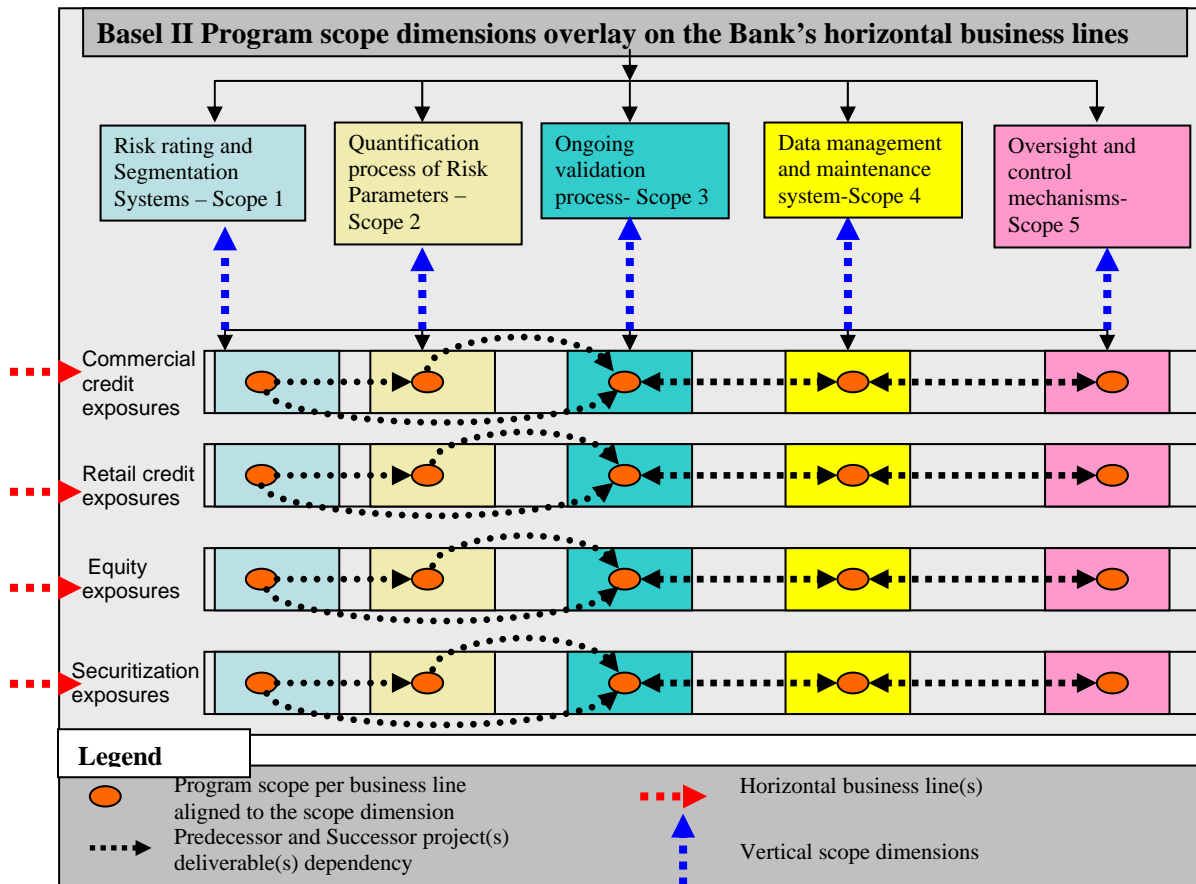 Basel II Program scope dimensions overlay on the Bank's horizontal business lines
Risk rating and
Segmentation
Systems – Scope 1
Quantification
process of Risk
Parameters –
Scope 2
Ongoing
validation
process- Scope 3
Data management
and maintenance
system-Scope 4
Oversight and
control
mechanisms-
Scope 5
Commercial
credit
exposures
Retail credit
exposures
Equity
exposures
Securitization
exposures
Legend
Program scope per business line
aligned to the scope dimension
Predecessor and Successor project(s)
deliverable(s) dependency
Horizontal business line(s)
Vertical scope dimensions